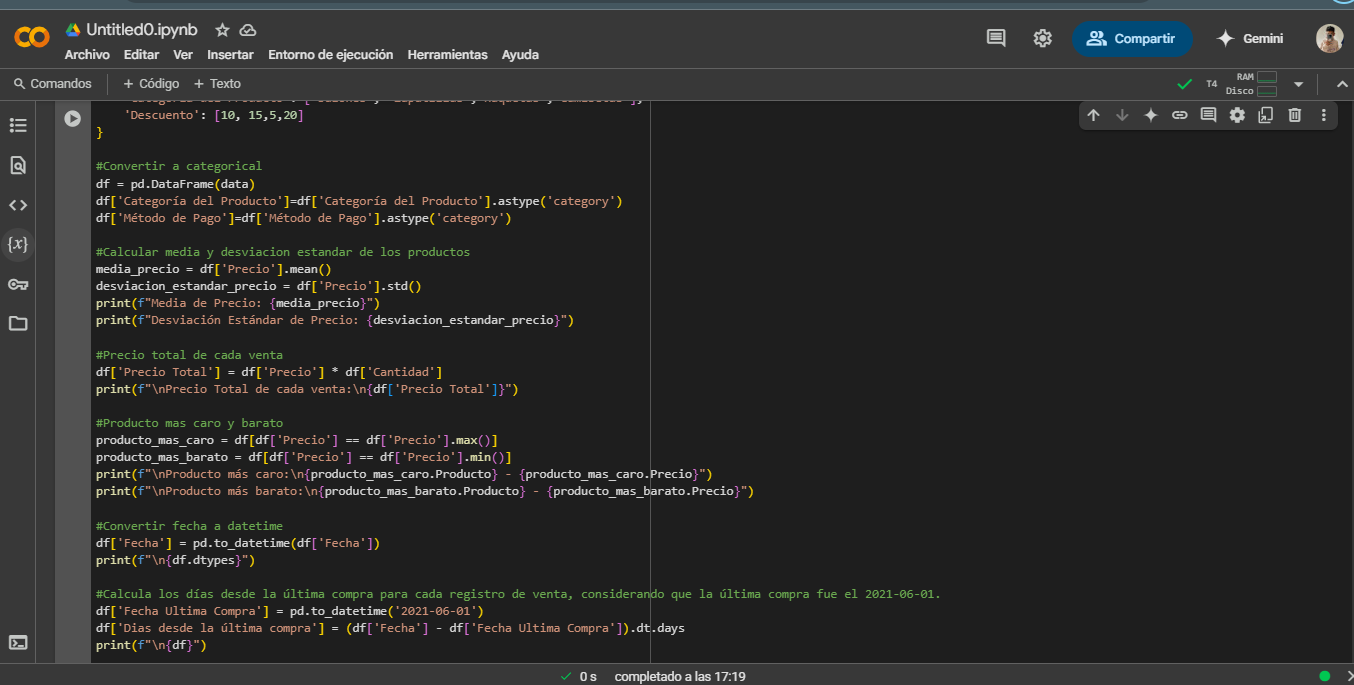 Untitled0.ipynb
Archivo Editar Ver Insertar Entorno de ejecución Herramientas Ayuda
Compartir
Gemini
Comandos + Código + Texto
T4 RAM
Disco
'Descuento': [10, 15,5,20]
}
#Convertir a categorical
df = pd.DataFrame(data)
df['Categoría del Producto']=df['Categoría del Producto'].astype('category')
df['Método de Pago']=df['Método de Pago'].astype('category')
#Calcular media y desviacion estandar de los productos
media_precio = df['Precio'].mean()
desviacion_estandar_precio = df['Precio'].std()
print(f"Media de Precio: {media_precio}")
print(f"Desviación Estándar de Precio: {desviacion_estandar_precio}")
#Precio total de cada venta
df['Precio Total'] = df['Precio'] * df['Cantidad']
print(f"\nPrecio Total de cada venta:\n{df['Precio Total']}")
#Producto mas caro y barato
producto_mas_caro = df[df['Precio'] == df['Precio'].max()]
producto_mas_barato = df[df['Precio'] == df['Precio'].min()]
print(f"\nProducto más caro:\n{producto_mas_caro.Producto} - {producto_mas_caro.Precio}")
print(f"\nProducto más barato:\n{producto_mas_barato.Producto} - {producto_mas_barato.Precio}")
#Convertir fecha a datetime
df['Fecha'] = pd.to_datetime(df['Fecha'])
print(f"\n{df.dtypes}")
#Calcula los días desde la última compra para cada registro de venta, considerando que la última compra fue el 2021-06-01.
df['Fecha Ultima Compra'] = pd.to_datetime('2021-06-01')
df['Dias desde la última compra'] = (df['Fecha'] - df['Fecha Ultima Compra']).dt.days
print(f"\n{df}")
0 s completado a las 17:19